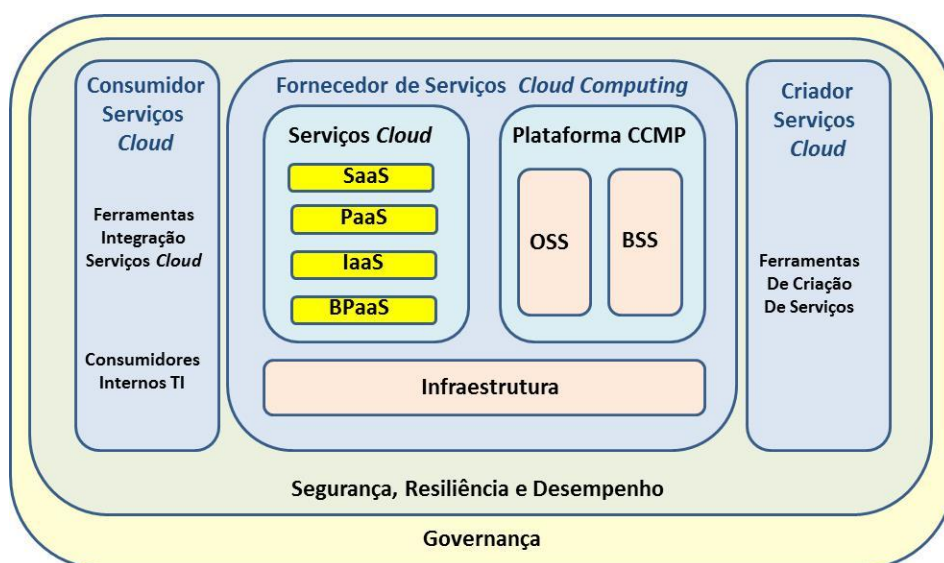 Consumidor
Serviços
Cloud
Ferramentas
Integração
Serviços Cloud
Consumidores
Internos TI
Fornecedor de Serviços Cloud Computing
Serviços Cloud
SaaS
PaaS
IaaS
BPaaS
Plataforma CCMP
OSS
BSS
Infraestrutura
Criador
Serviços
Cloud
Ferramentas
De Criação
De Serviços
Segurança, Resiliência e Desempenho
Governança